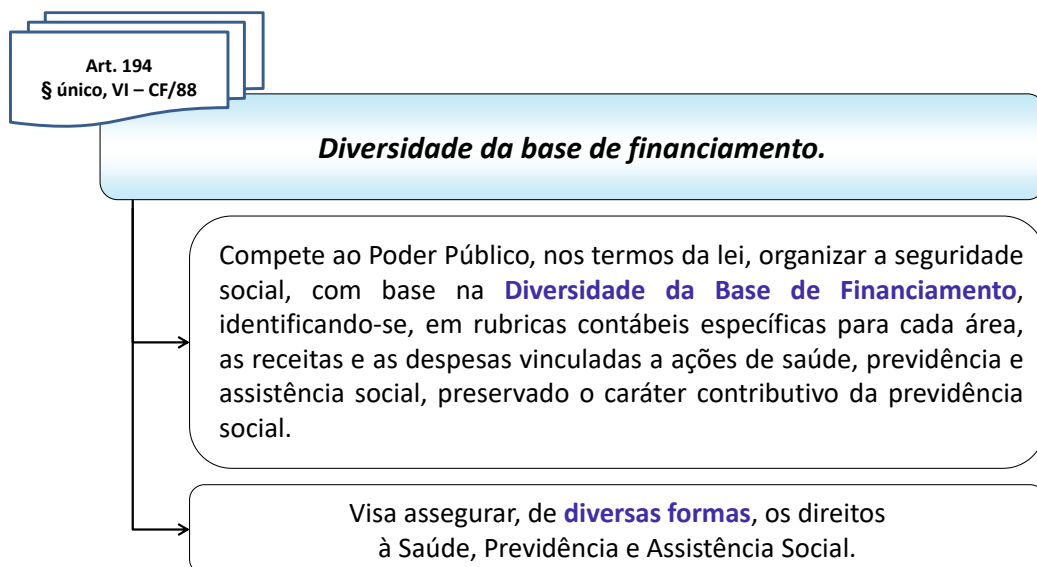 Art. 194
§ único, VI – CF/88
Diversidade da base de financiamento.
Compete ao Poder Público, nos termos da lei, organizar a seguridade
social, com base na Diversidade da Base de Financiamento,
identificando-se, em rubricas contábeis específicas para cada área,
as receitas e as despesas vinculadas a ações de saúde, previdência e
assistência social, preservado o caráter contributivo da previdência
social.
Visa assegurar, de diversas formas, os direitos
à Saúde, Previdência e Assistência Social.